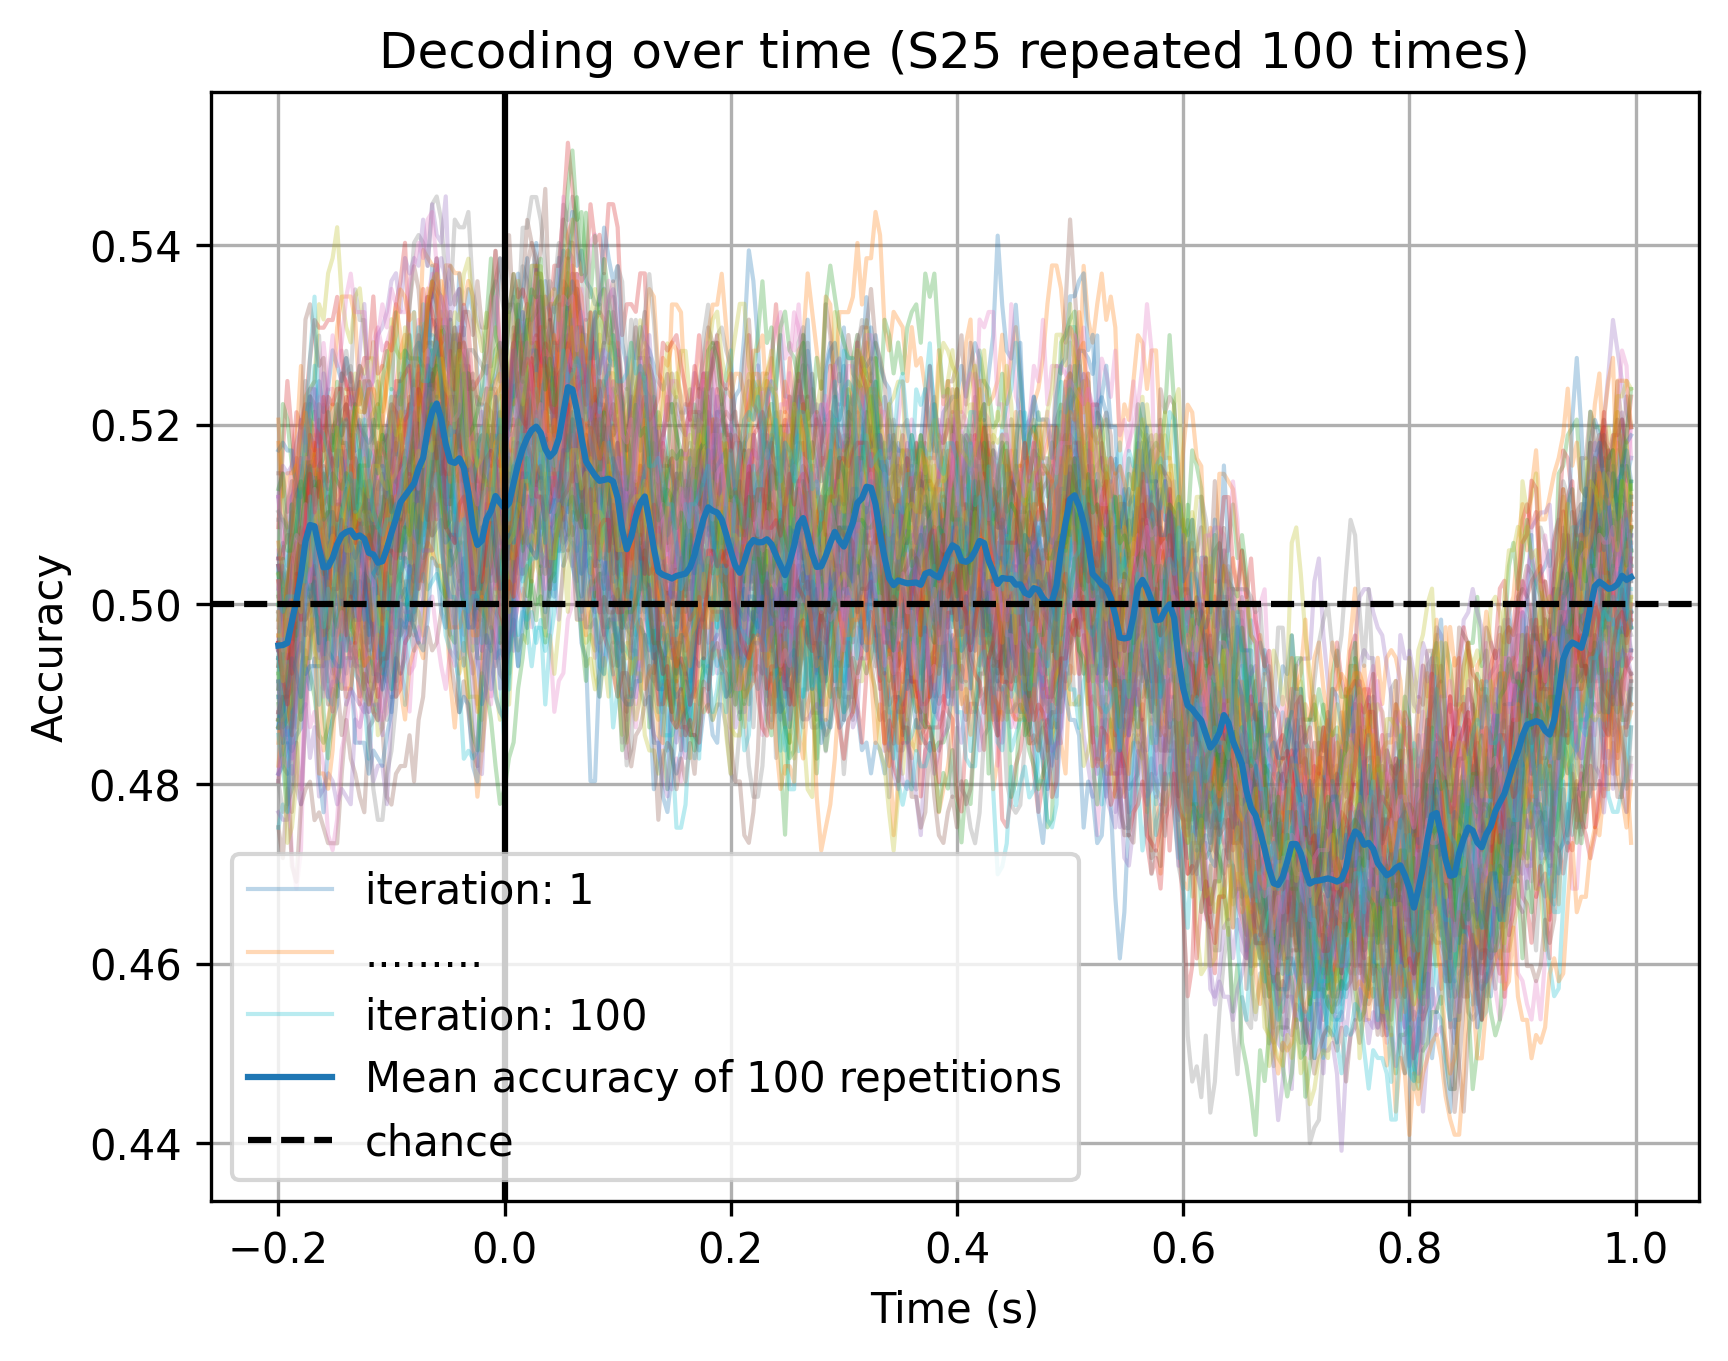 Decoding over time (S25 repeated 100 times)
Accuracy
0.54
0.52
0.50
0.48
0.46
0.44
iteration: 1
.........
iteration: 100
Mean accuracy of 100 repetitions
chance
−0.2 0.0 0.2 0.4 0.6 0.8 1.0
Time (s)